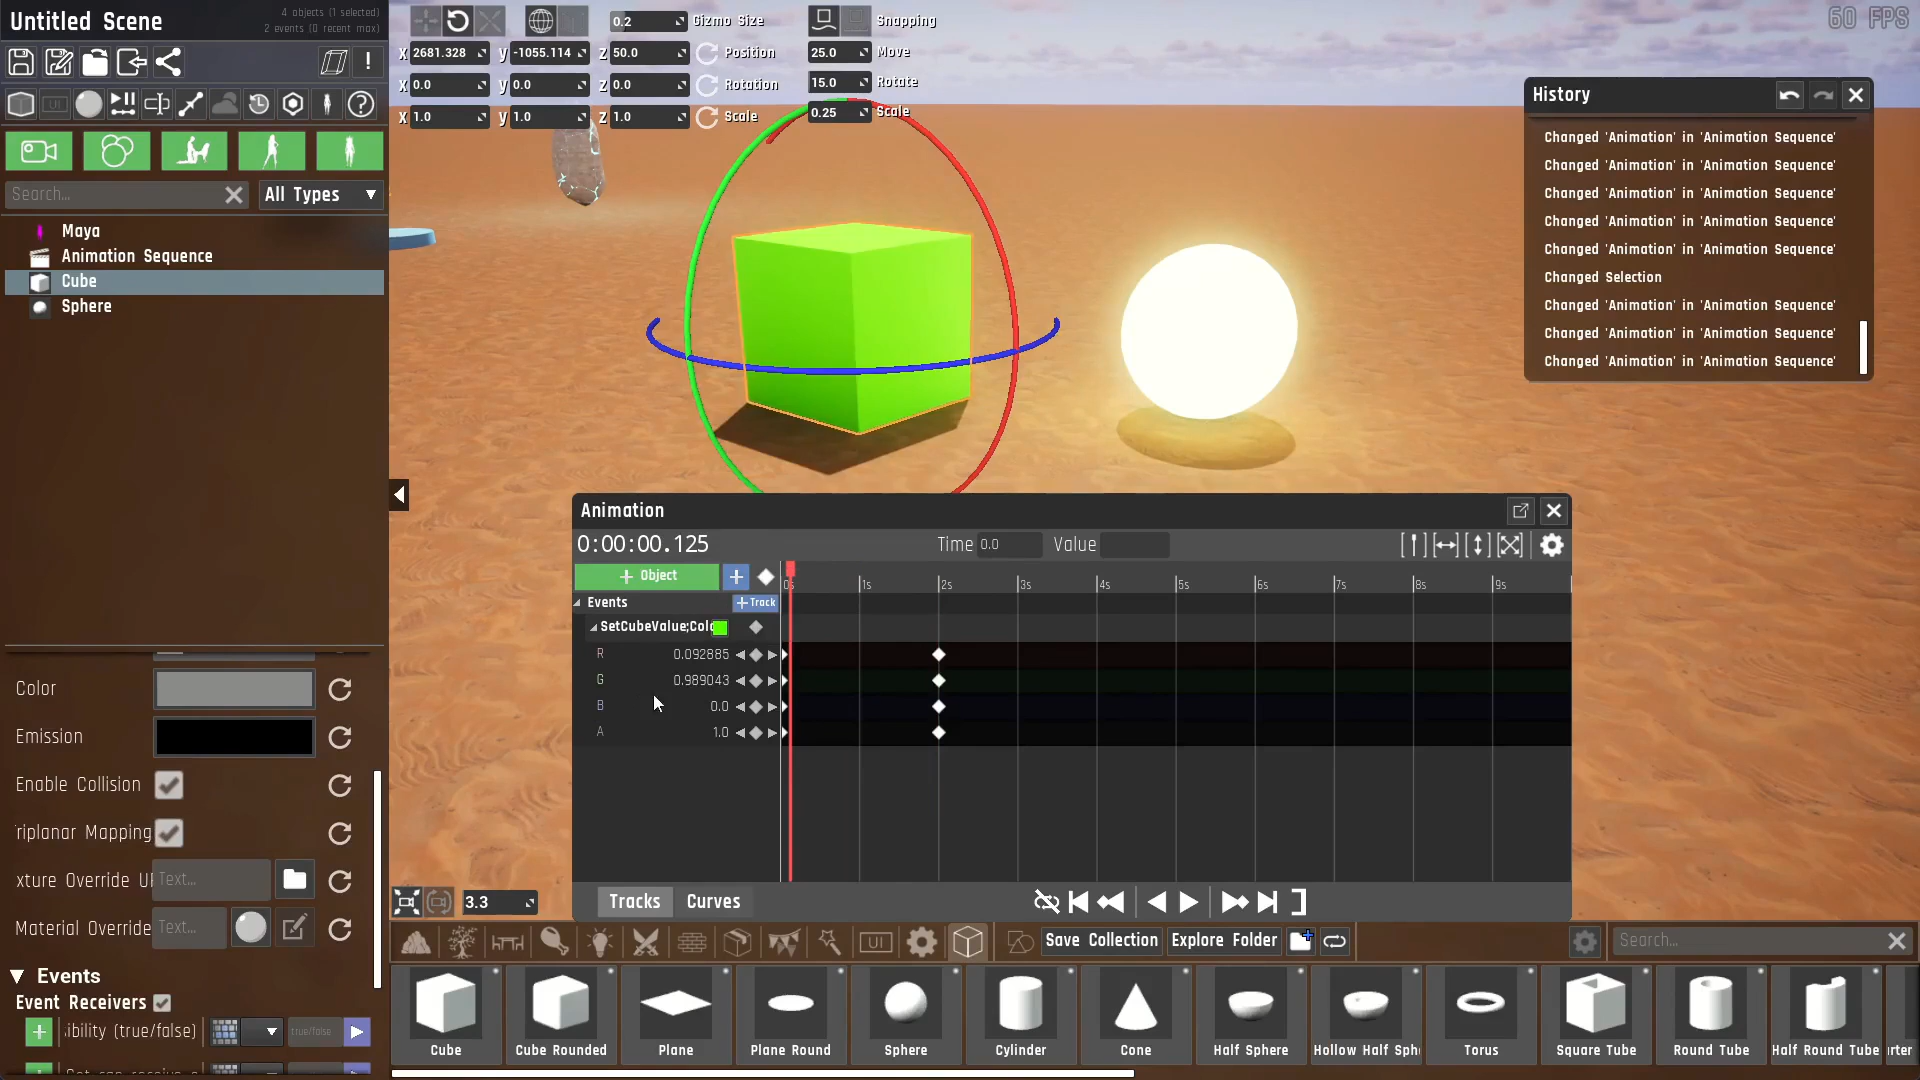 Untitled Scene
4 objects (1 selected)
2 events (0 recent max)
Search...
All Types
Maya
Animation Sequence
Cube
Sphere
Color
Emission
Enable Collision
riplanar Mapping
xture Override U
Text...
Material Override
Text...
Events
Event Receivers
ibility (true/false)
true/false
0.2
Gizmo Size
Snapping
X 2681.328 y -1055.114 z 50.0 Position
25.0 Move
X 0.0 y 0.0 z 0.0 Rotation
15.0 Rotate
X 1.0 y 1.0 z 1.0 Scale
0.25 Scale
60 FPS
History
Changed 'Animation' in 'Animation Sequence'
Changed 'Animation' in 'Animation Sequence'
Changed 'Animation' in 'Animation Sequence'
Changed 'Animation' in 'Animation Sequence'
Changed 'Animation' in 'Animation Sequence'
Changed Selection
Changed 'Animation' in 'Animation Sequence'
Changed 'Animation' in 'Animation Sequence'
Changed 'Animation' in 'Animation Sequence'
Animation
0:00:00.125
Time 0.0 Value
+ Object
0s 1s 2s 3s 4s 5s 6s 7s 8s 9s
Events
+Track
SetCubeValue;Colo
R 0.092885
G 0.989043
B 0.0
A 1.0
3.3
Tracks Curves
UI
Save Collection
Explore Folder
Search...
Cube
Cube Rounded
Plane
Plane Round
Sphere
Cylinder
Cone
Half Sphere
Hollow Half Sph
Torus
Square Tube
Round Tube
Half Round Tube
rter